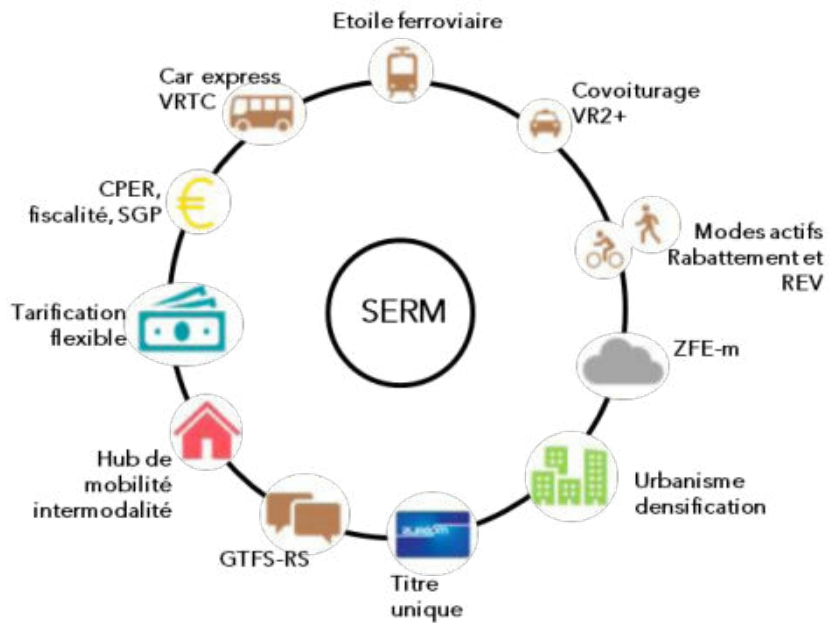 Etoile ferroviaire
Car express
VRTC
Covoiturage
VR2+
CPER,
fiscalité, SGP
Modes actifs
Rabattement et
REV
SERM
Tarification
flexible
ZFE-m
Hub de
mobilité
intermodalité
Urbanisme
densification
GTFS-RS
Titre
unique